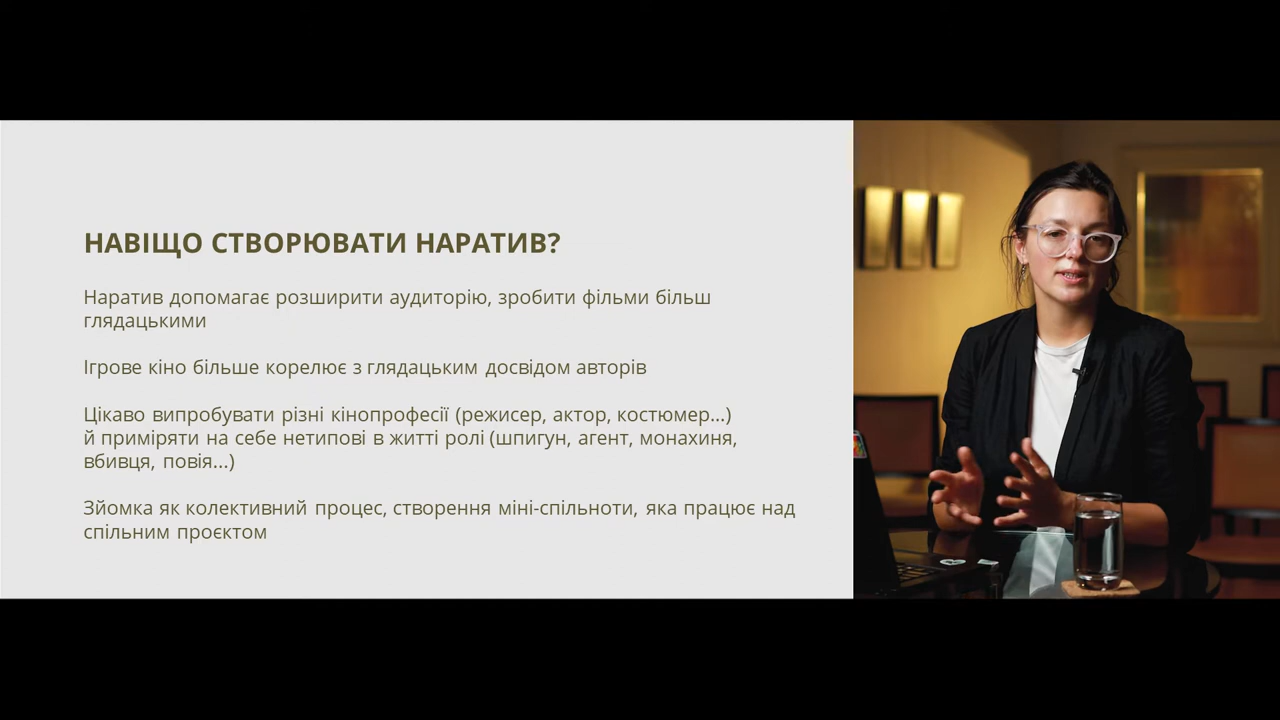 НАВІЩО СТВОРЮВАТИ НАРАТИВ?
Наратив допомагає розширити аудиторію, зробити фільми більш
глядацькими
Ігрове кіно більше корелює з глядацьким досвідом авторів
Цікаво випробувати різні кінопрофесії (режисер, актор, костюмер...)
й приміряти на себе нетипові в житті ролі (шпигун, агент, монахиня,
вбивця, повія...)
Зйомка як колективний процес, створення міні-спільноти, яка працює над
спільним проєктом